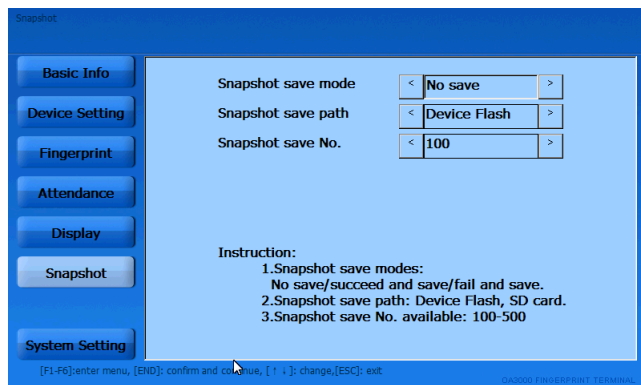 Snapshot
Basic Info
Device Setting
Fingerprint
Attendance
Display
Snapshot
System Setting
Snapshot save mode < No save >
Snapshot save path < Device Flash >
Snapshot save No. < 100 >
Instruction:
1.Snapshot save modes:
No save/succeed and save/fail and save.
2.Snapshot save path: Device Flash, SD card.
3.Snapshot save No. available: 100-500
[F1-F6]:enter menu, [END]: confirm and continue, [ ↑ ↓ ]: change,[ESC]: exit
OA3000 FINGERPRINT TERMINAL